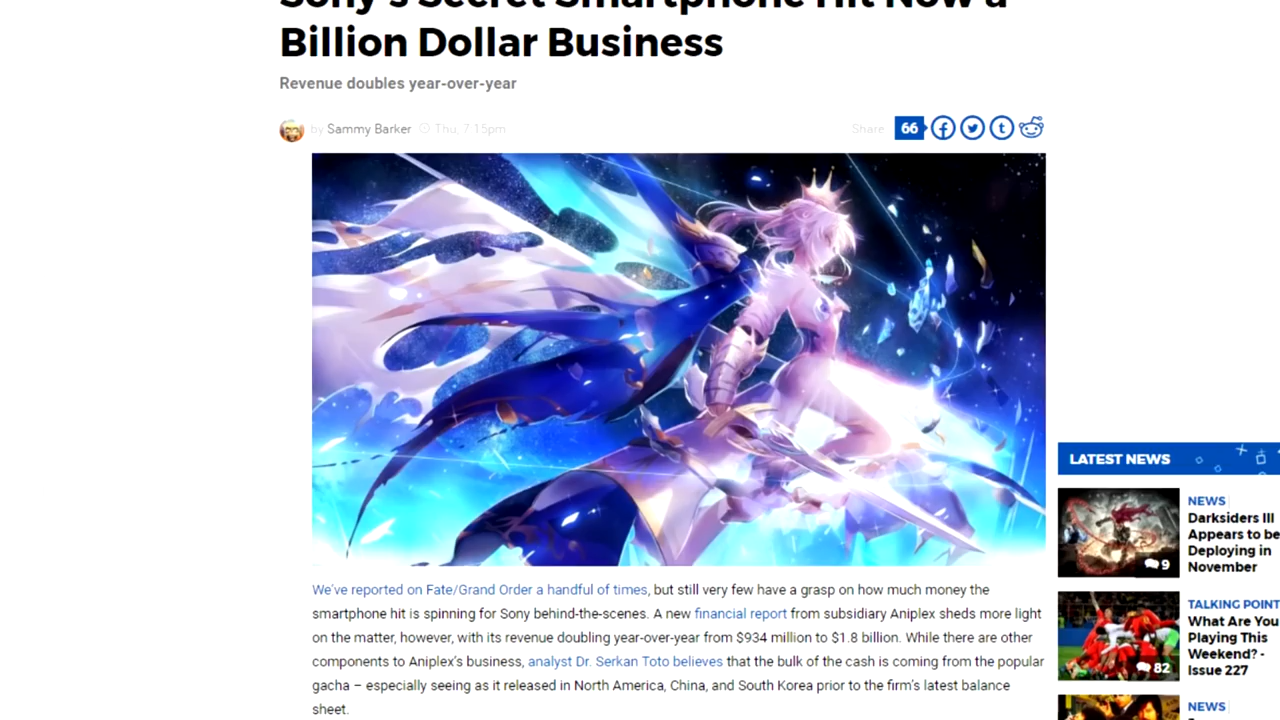 Sony's Secret Smartphone Hit Now a
Billion Dollar Business
Revenue doubles year-over-year
by Sammy Barker Thu, 7:15pm
Share 66
We've reported on Fate/Grand Order a handful of times, but still very few have a grasp on how much money the
smartphone hit is spinning for Sony behind-the-scenes. A new financial report from subsidiary Aniplex sheds more light
on the matter, however, with its revenue doubling year-over-year from $934 million to $1.8 billion. While there are other
components to Aniplex's business, analyst Dr. Serkan Toto believes that the bulk of the cash is coming from the popular
gacha – especially seeing as it released in North America, China, and South Korea prior to the firm's latest balance
sheet.
LATEST NEWS
NEWS
Darksiders III
Appears to be
Deploying in
November
9
TALKING POINT
What Are You
Playing This
Weekend? -
Issue 227
82
NEWS